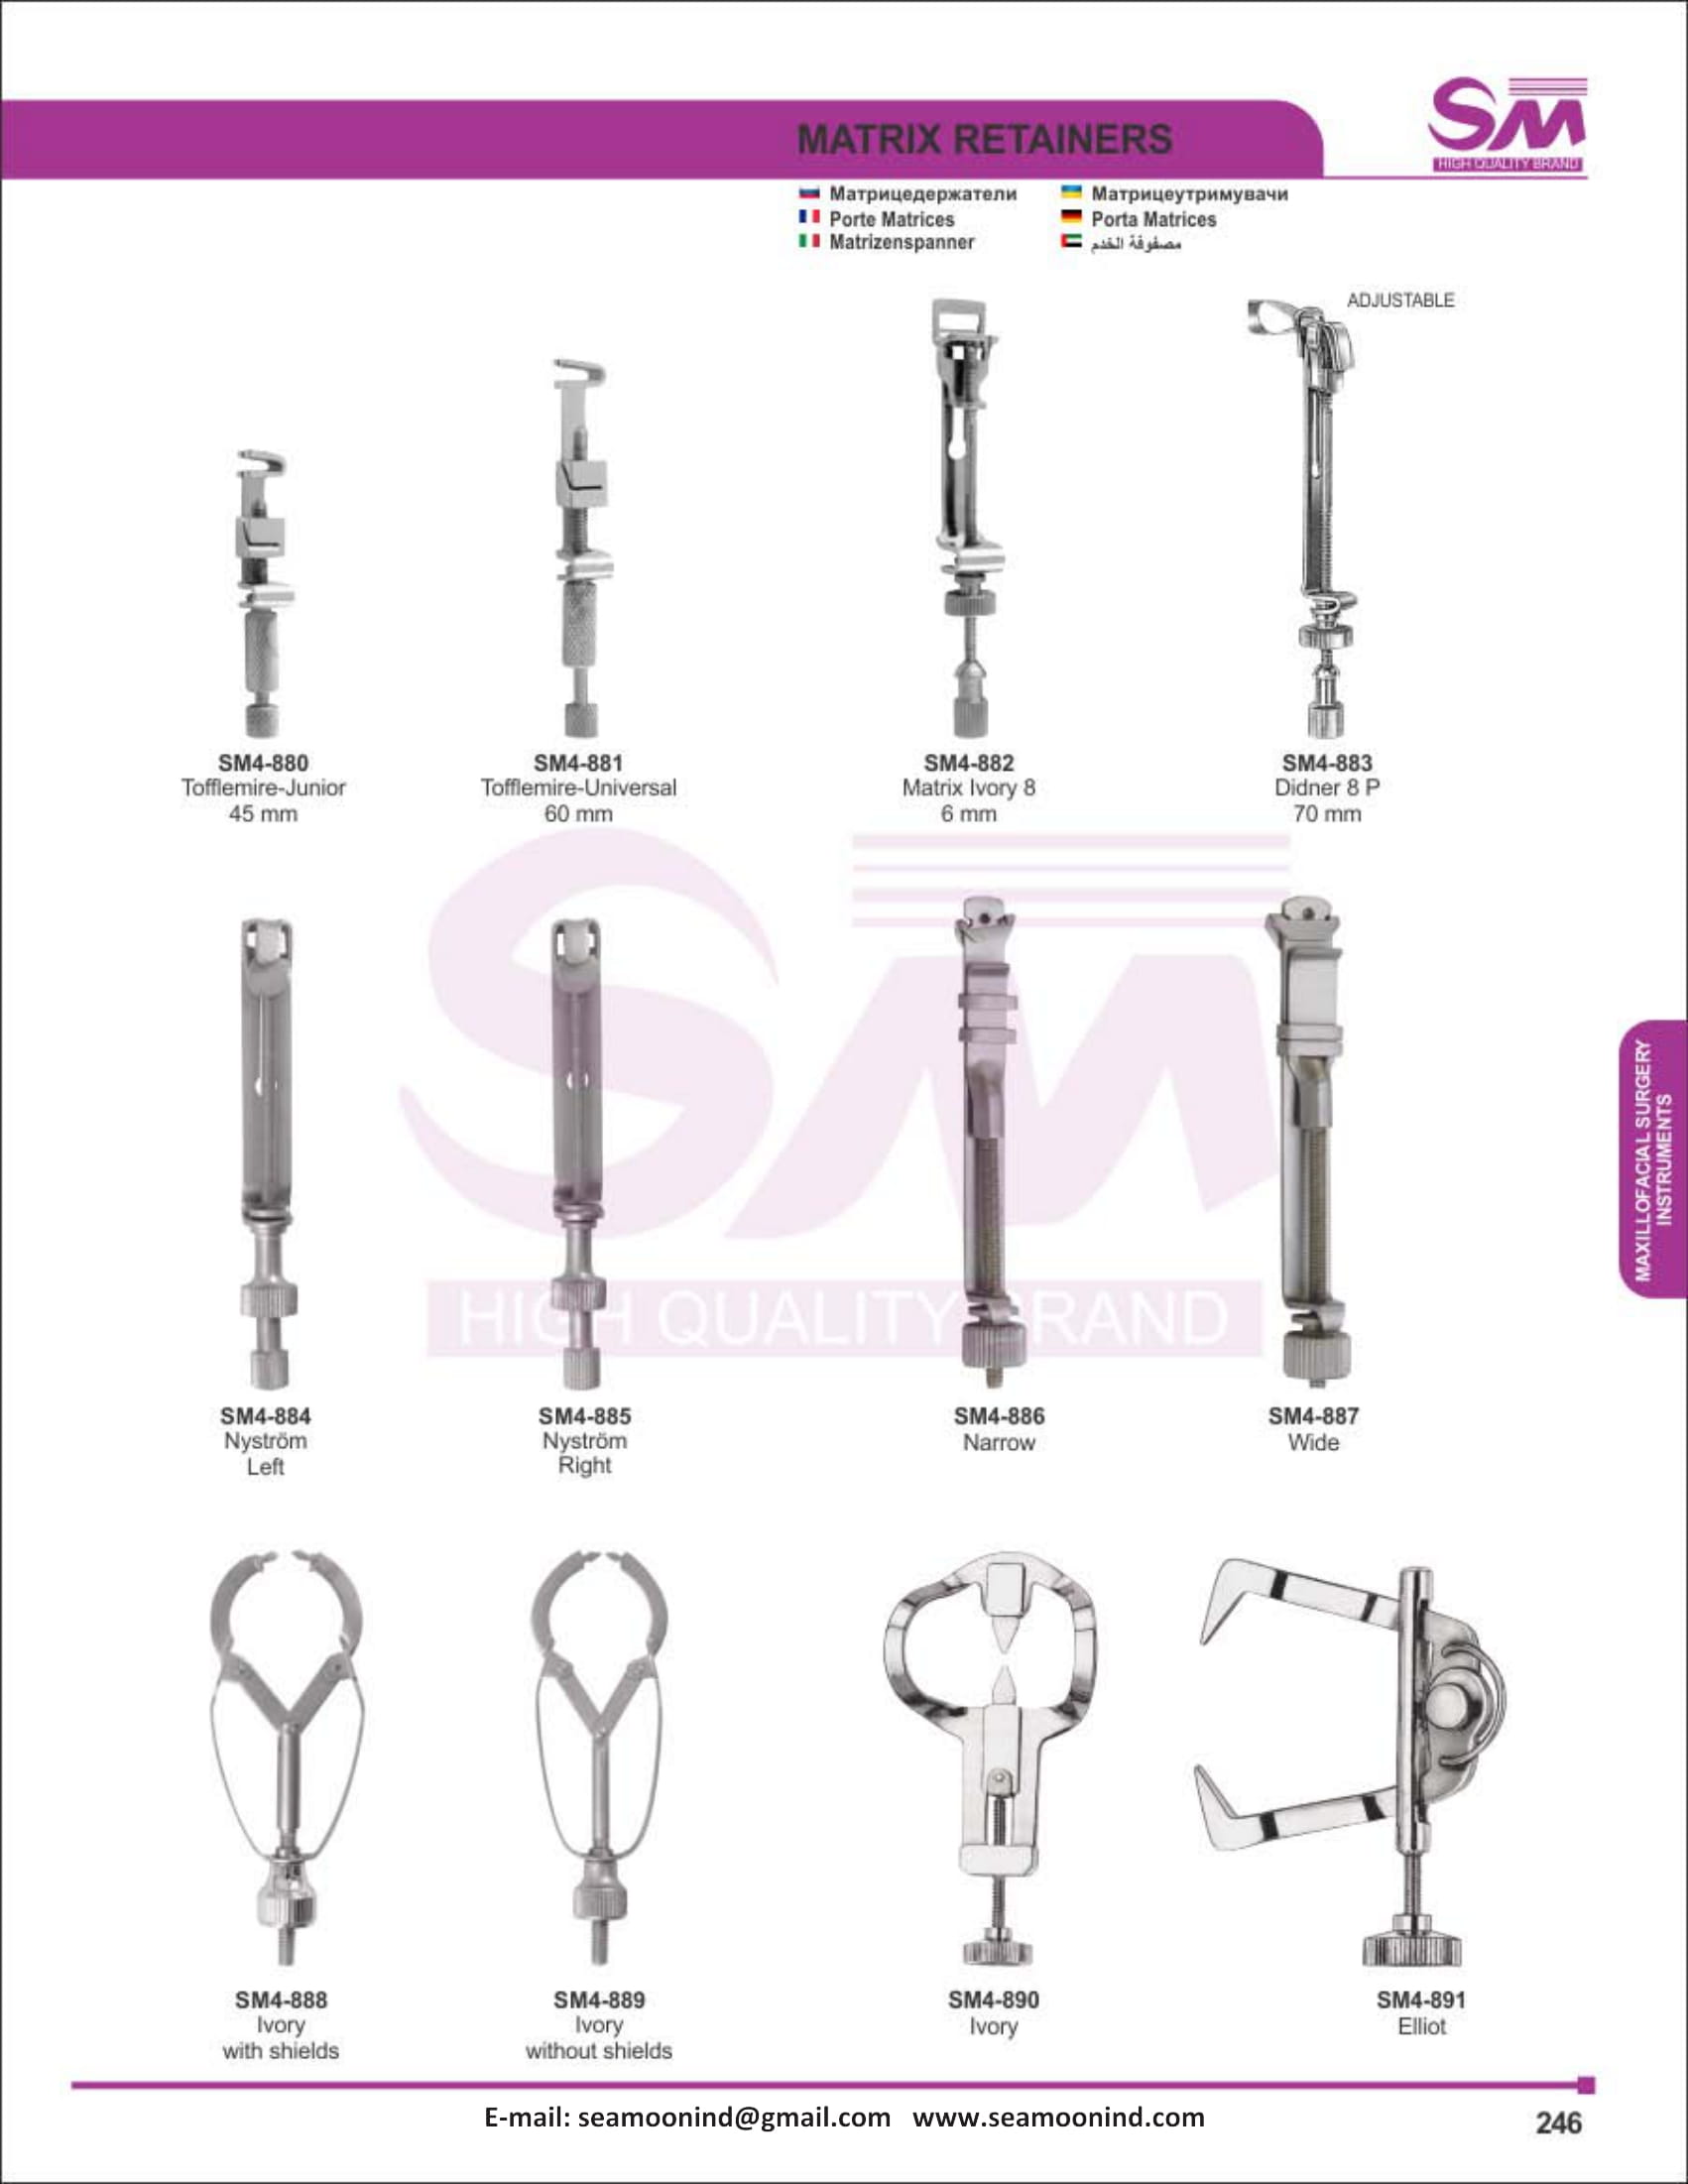 SM
HIGH QUALITY BRAND
MATRIX RETAINERS
Матрицедержатели
Матрицеутримувачи
Porte Matrices
Porta Matrices
Matrizenspanner
مصفوفة الخدم
ADJUSTABLE
SM4-880
Tofflemire-Junior
45 mm
SM4-881
Tofflemire-Universal
60 mm
SM4-882
Matrix Ivory 8
6 mm
SM4-883
Didner 8 P
70 mm
SM
HIGH QUALITY BRAND
SM4-884
Nyström
Left
SM4-885
Nyström
Right
SM4-886
Narrow
SM4-887
Wide
MAXILLOFACIAL SURGERY
INSTRUMENTS
SM4-888
Ivory
with shields
SM4-889
Ivory
without shields
SM4-890
Ivory
SM4-891
Elliot
E-mail: seamoonind@gmail.com www.seamoonind.com
246